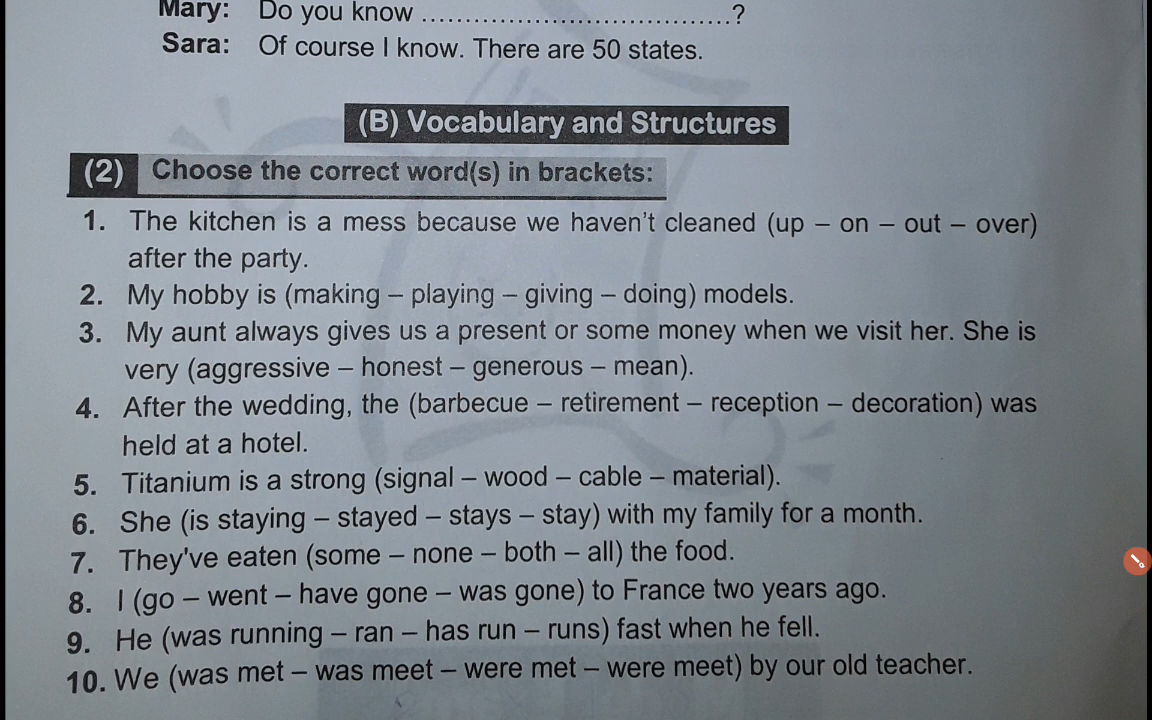 Mary: Do you know ....................................?
Sara: Of course I know. There are 50 states.
(B) Vocabulary and Structures
(2) Choose the correct word(s) in brackets:
1. The kitchen is a mess because we haven't cleaned (up – on – out – over)
after the party.
2. My hobby is (making – playing – giving – doing) models.
3. My aunt always gives us a present or some money when we visit her. She is
very (aggressive – honest – generous – mean).
4. After the wedding, the (barbecue – retirement – reception – decoration) was
held at a hotel.
5. Titanium is a strong (signal – wood – cable – material).
6. She (is staying – stayed – stays – stay) with my family for a month.
7. They've eaten (some – none – both – all) the food.
8. I (go – went – have gone – was gone) to France two years ago.
9. He (was running – ran – has run – runs) fast when he fell.
10. We (was met – was meet – were met – were meet) by our old teacher.